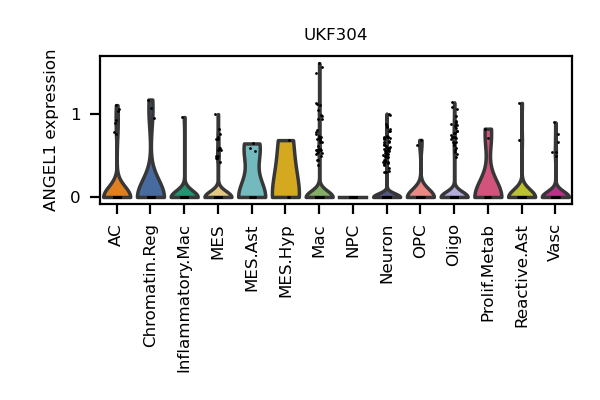 UKF304
ANGEL1 expression
1
0
AC
Chromatin.Reg
Inflammatory.Mac
MES
MES.Ast
MES.Hyp
Mac
NPC
Neuron
OPC
Oligo
Prolif.Metab
Reactive.Ast
Vasc